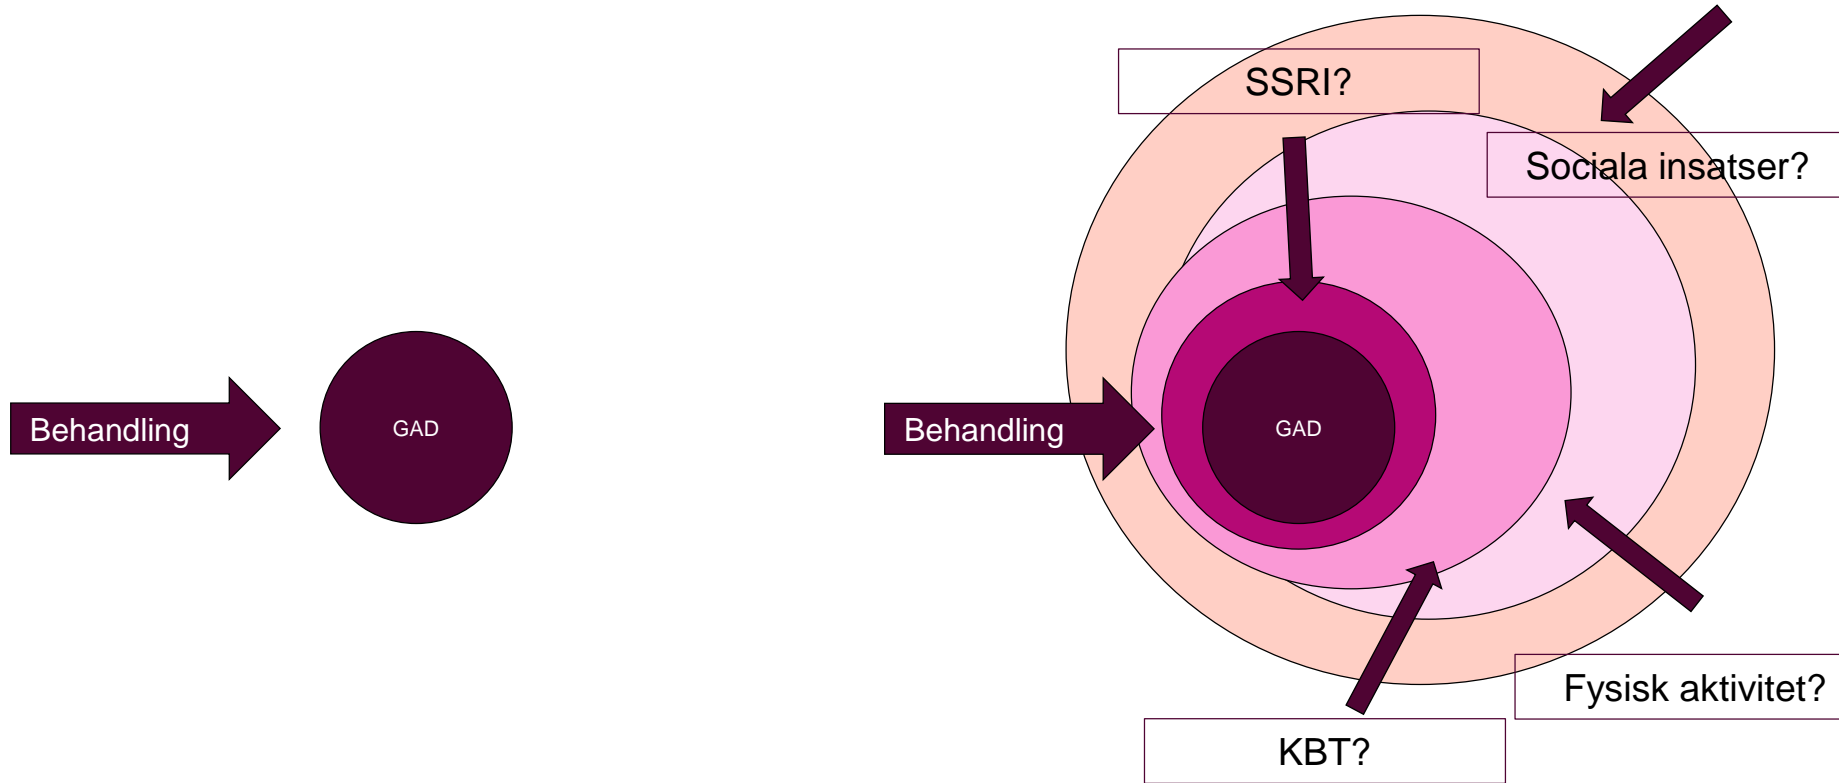 Behandling
GAD
SSRI?
Sociala insatser?
Behandling
GAD
Fysisk aktivitet?
KBT?